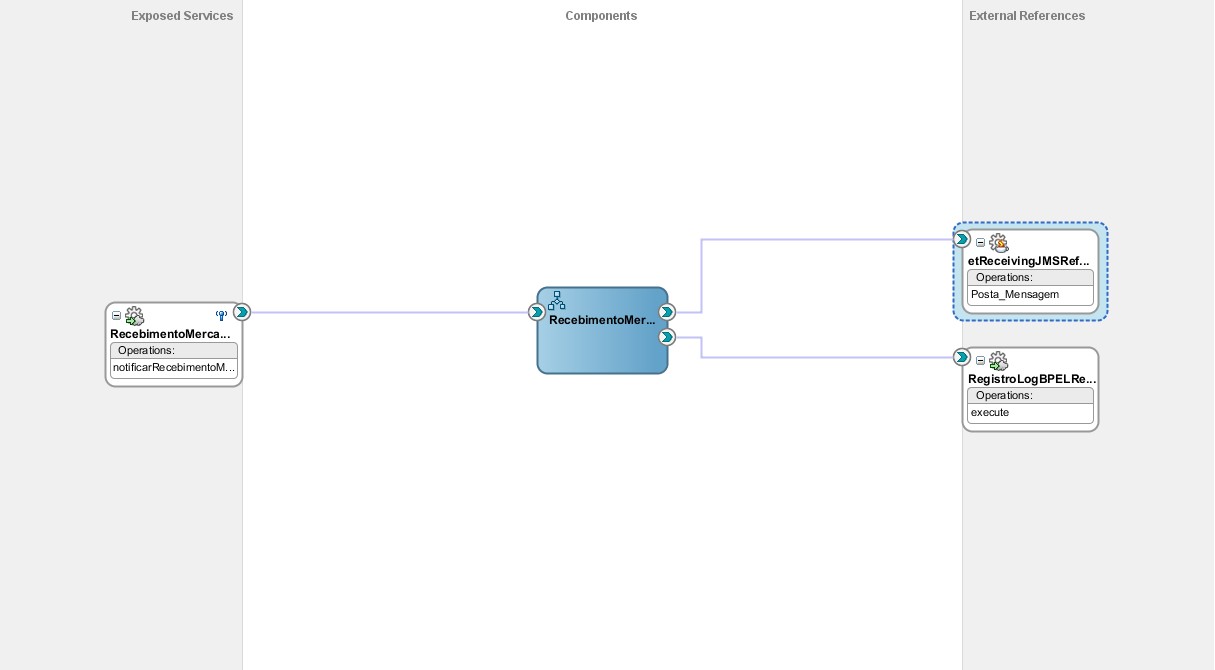 Exposed Services
Components
External References
RecebimentoMerca...
Operations:
notificarRecebimentoM...
RecebimentoMer...
etReceivingJMSRef...
Operations:
Posta_Mensagem
RegistroLogBPELRe...
Operations:
execute